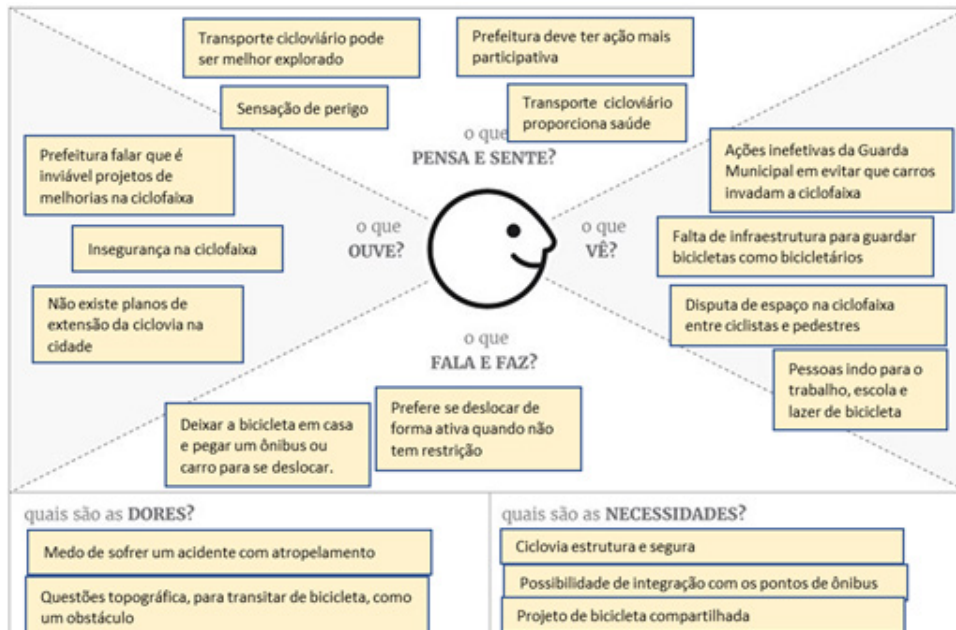 Transporte cicloviário pode
ser melhor explorado
Prefeitura deve ter ação mais
participativa
Sensação de perigo
Transporte cicloviário
proporciona saúde
o que
PENSA E SENTE?
Prefeitura falar que é
inviável projetos de
melhorias na ciclofaixa
Insegurança na ciclofaixa
Não existe planos de
extensão da ciclovia na
cidade
o que
OUVE?
o que
VÊ?
Ações inefetivas da Guarda
Municipal em evitar que carros
invadam a ciclofaixa
Falta de infraestrutura para guardar
bicicletas como bicicletários
Disputa de espaço na ciclofaixa
entre ciclistas e pedestres
Pessoas indo para o
trabalho, escola e
lazer de bicicleta
o que
FALA E FAZ?
Deixar a bicicleta em casa
e pegar um ônibus ou
carro para se deslocar.
Prefere se deslocar de
forma ativa quando não
tem restrição
quais são as DORES?
Medo de sofrer um acidente com atropelamento
Questões topográfica, para transitar de bicicleta, como
um obstáculo
quais são as NECESSIDADES?
Ciclovia estrutura e segura
Possibilidade de integração com os pontos de ônibus
Projeto de bicicleta compartilhada